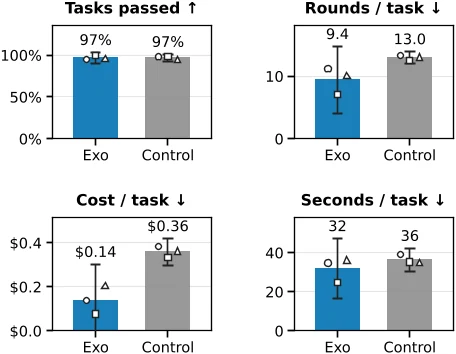 Tasks passed ↑
97%
97%
100%
50%
0%
Exo
Control
Rounds / task ↓
9.4
13.0
10
0
Exo
Control
Cost / task ↓
$0.36
$0.14
$0.4
$0.2
$0.0
Exo
Control
Seconds / task ↓
32
36
40
20
0
Exo
Control